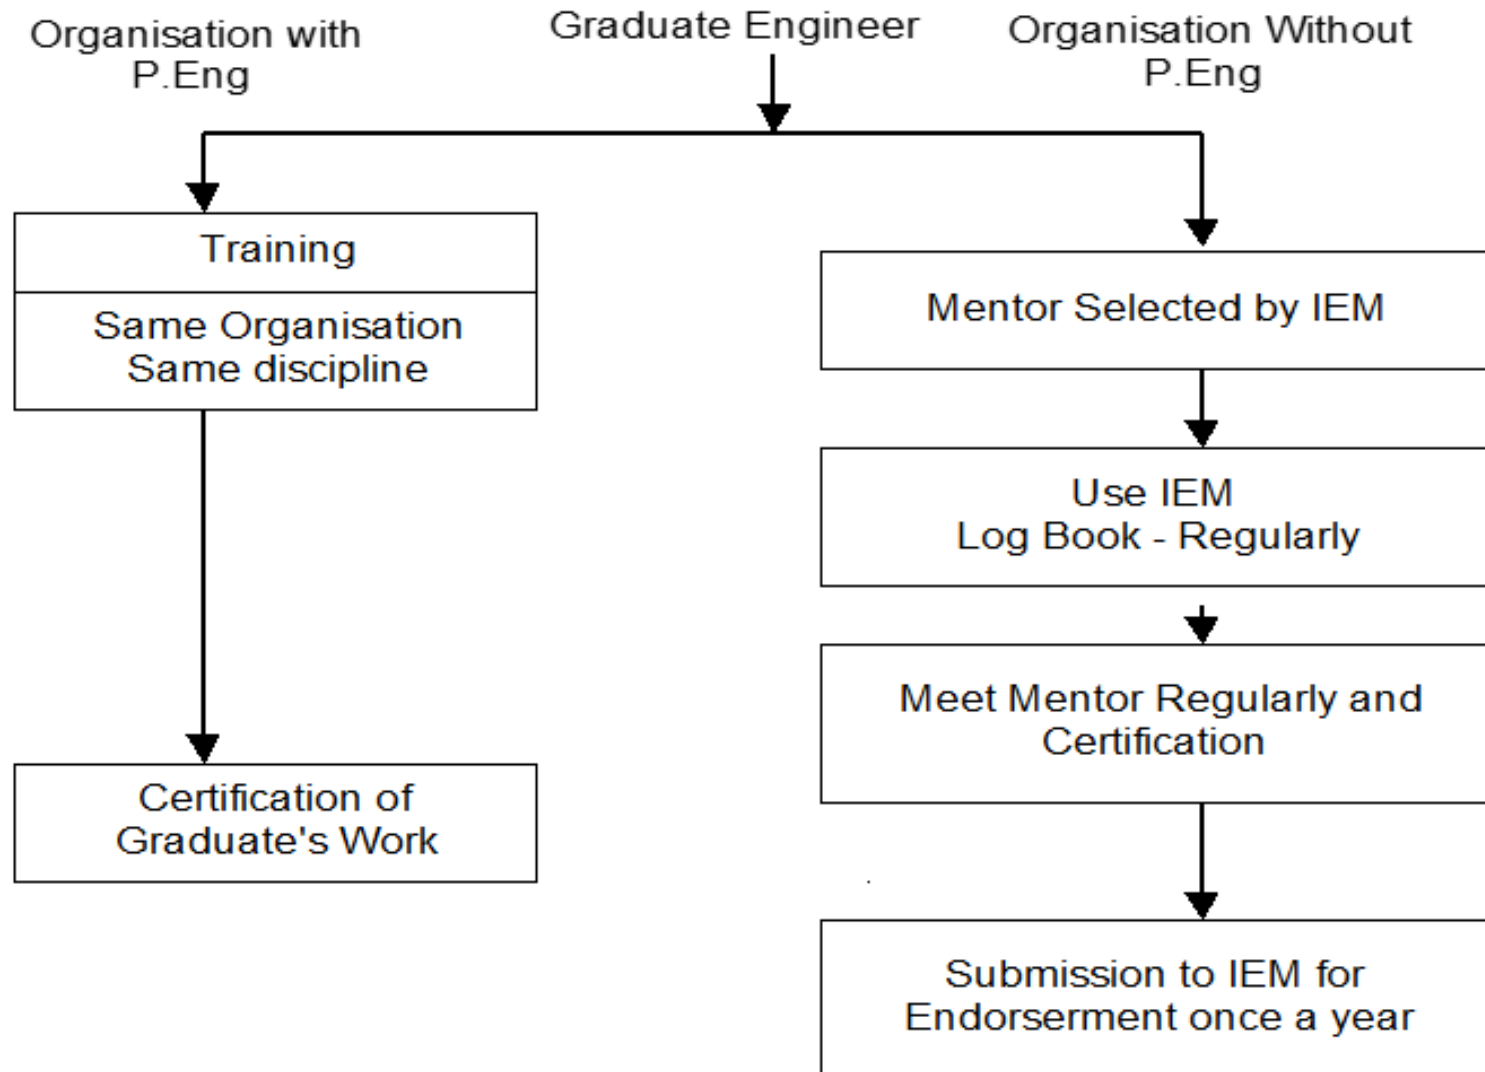 Organisation with
P.Eng
Graduate Engineer
Organisation Without
P.Eng
Training
Same Organisation
Same discipline
Certification of
Graduate's Work
Mentor Selected by IEM
Use IEM
Log Book - Regularly
Meet Mentor Regularly and
Certification
Submission to IEM for
Endorserment once a year